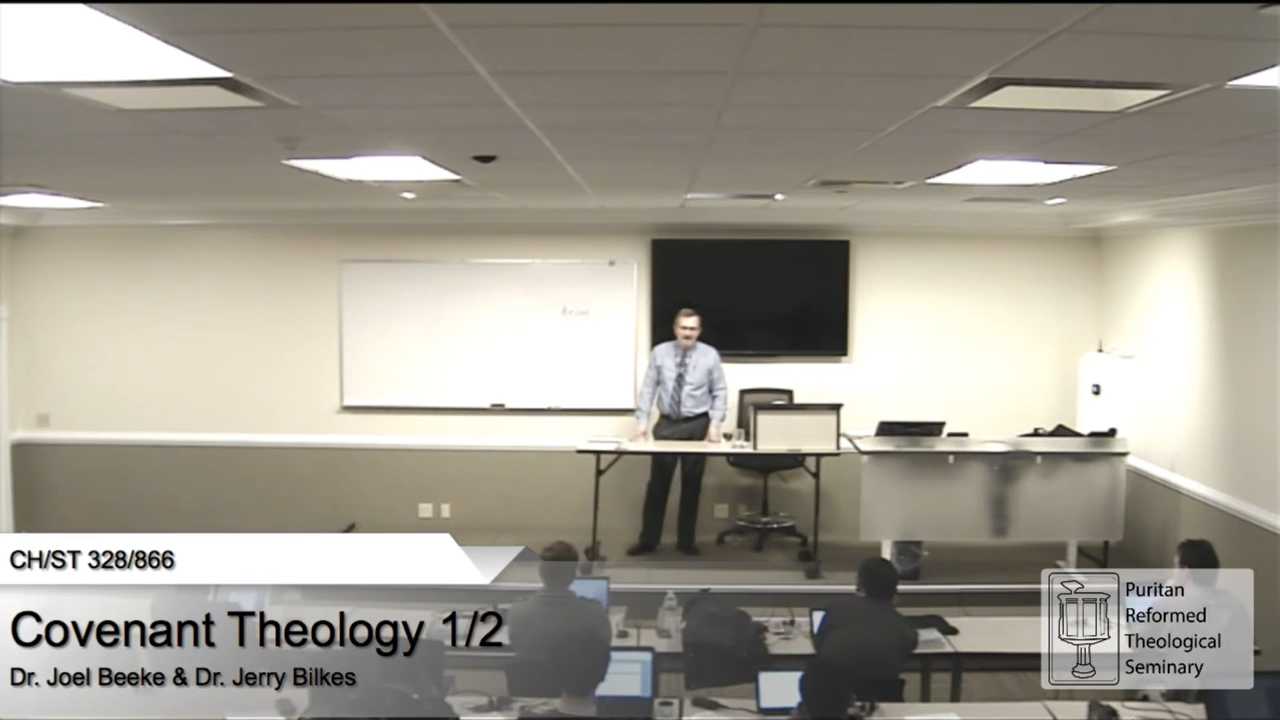 CH/ST 328/866
Covenant Theology 1/2
Dr. Joel Beeke & Dr. Jerry Bilkes
Puritan
Reformed
Theological
Seminary